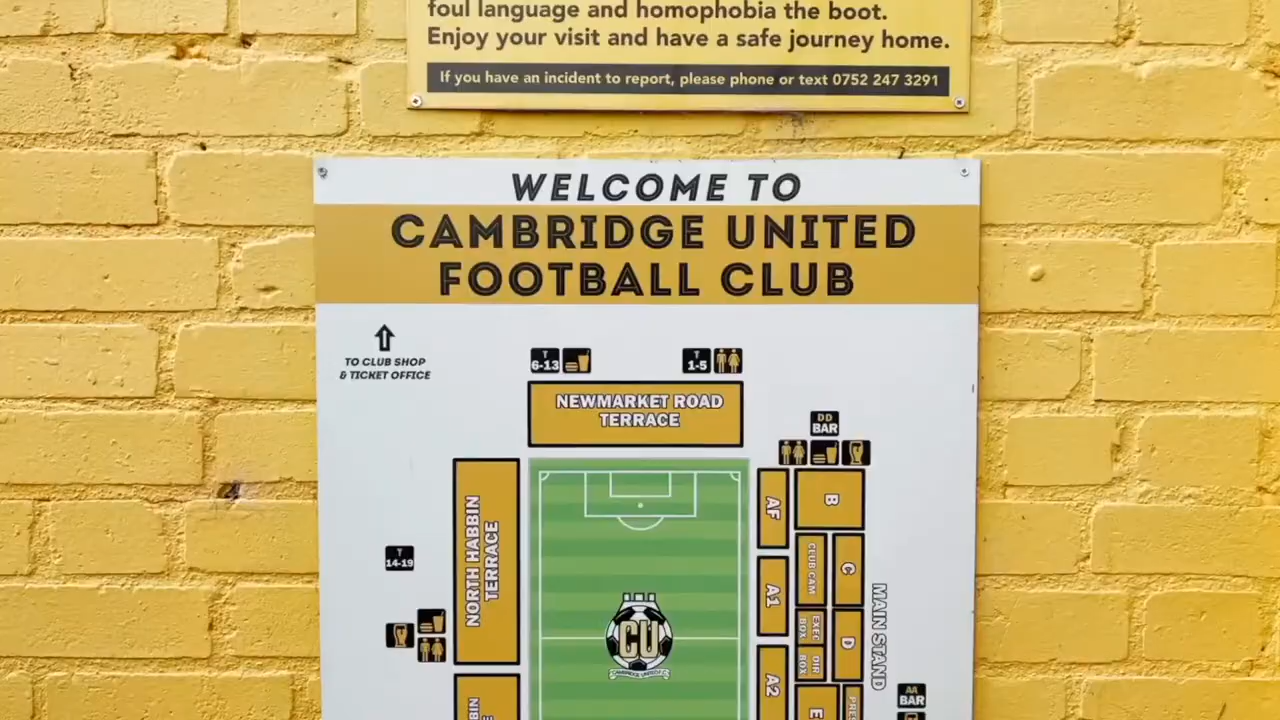 foul language and homophobia the boot.
Enjoy your visit and have a safe journey home.
If you have an incident to report, please phone or text 0752 247 3291
WELCOME TO
CAMBRIDGE UNITED
FOOTBALL CLUB
TO CLUB SHOP
& TICKET OFFICE
T
6-13
T
1-5
NEWMARKET ROAD
TERRACE
DD
BAR
NORTH HABBIN
TERRACE
T
14-19
AF
B
CLUB CAM
C
A1
EXEC
BOX
D
DIR
BOX
MAIN STAND
A2
CU
CAMBRIDGE UNITED F.C.
AA
BAR